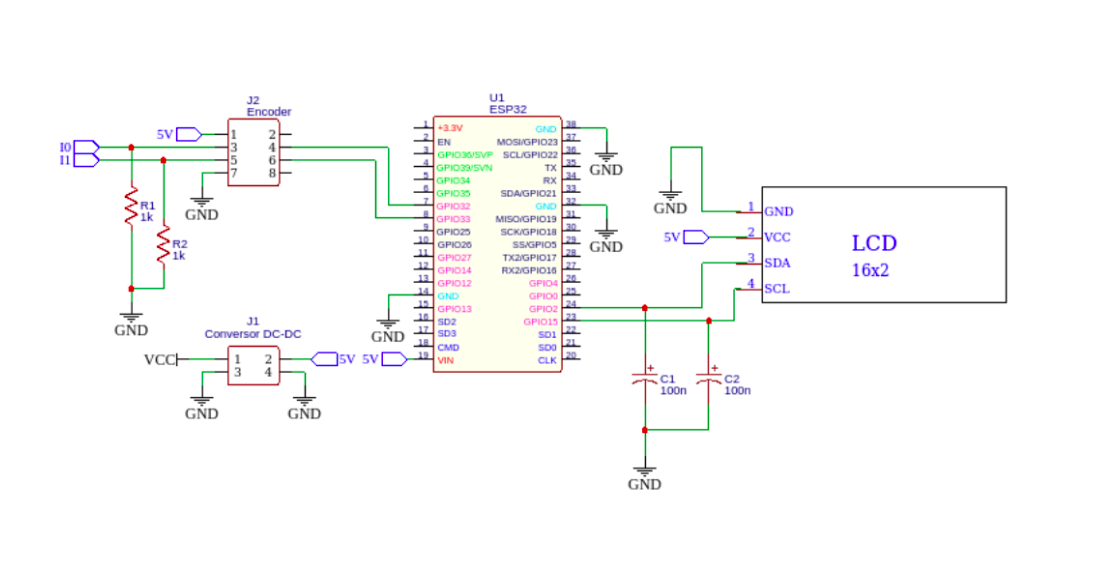 J2
Encoder
5V
1 2
3 4
5 6
7 8
I0
I1
R1
1k
R2
1k
GND
GND
J1
Conversor DC-DC
VCC
1 2
3 4
5V
GND
GND
U1
ESP32
1 +3.3V GND 38
2 EN MOSI/GPIO23 37
3 GPIO36/SVP SCL/GPIO22 36
4 GPIO39/SVN TX 35
5 GPIO34 RX 34
6 GPIO35 SDA/GPIO21 33
7 GPIO32 GND 32
8 GPIO33 MISO/GPIO19 31
9 GPIO25 SCK/GPIO18 30
10 GPIO26 SS/GPIO5 29
11 GPIO27 TX2/GPIO17 28
12 GPIO14 RX2/GPIO16 27
13 GPIO12 GPIO4 26
14 GND GPIO0 25
15 GPIO13 GPIO2 24
16 SD2 GPIO15 23
17 SD3 SD1 22
18 CMD SD0 21
19 VIN CLK 20
GND
5V
GND
GND
GND
5V
1 GND
2 VCC
3 SDA
4 SCL
LCD
16x2
+
C1
100n
+
C2
100n
GND